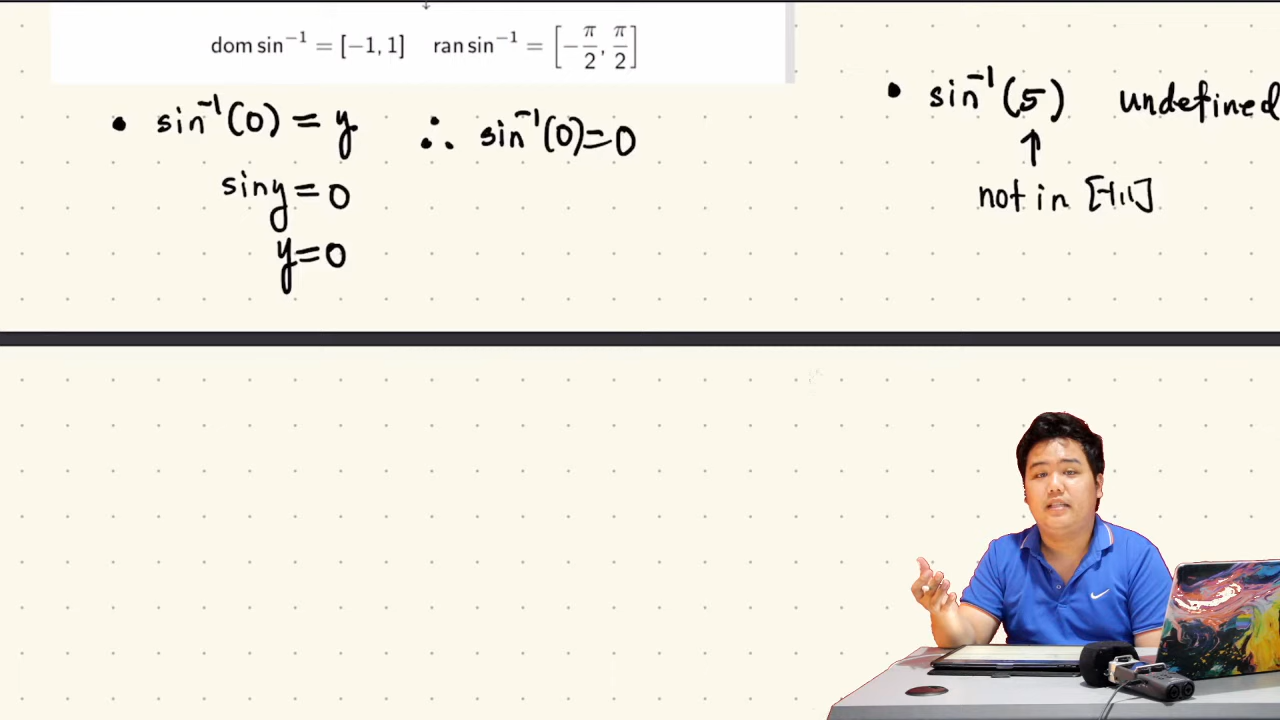 dom sin⁻¹ = [−1, 1] ran sin⁻¹ = [−π/2, π/2]
• sin⁻¹(0) = y
sin y = 0
y = 0
∴ sin⁻¹(0) = 0
• sin⁻¹(5) undefined
↑
not in [-1,1]